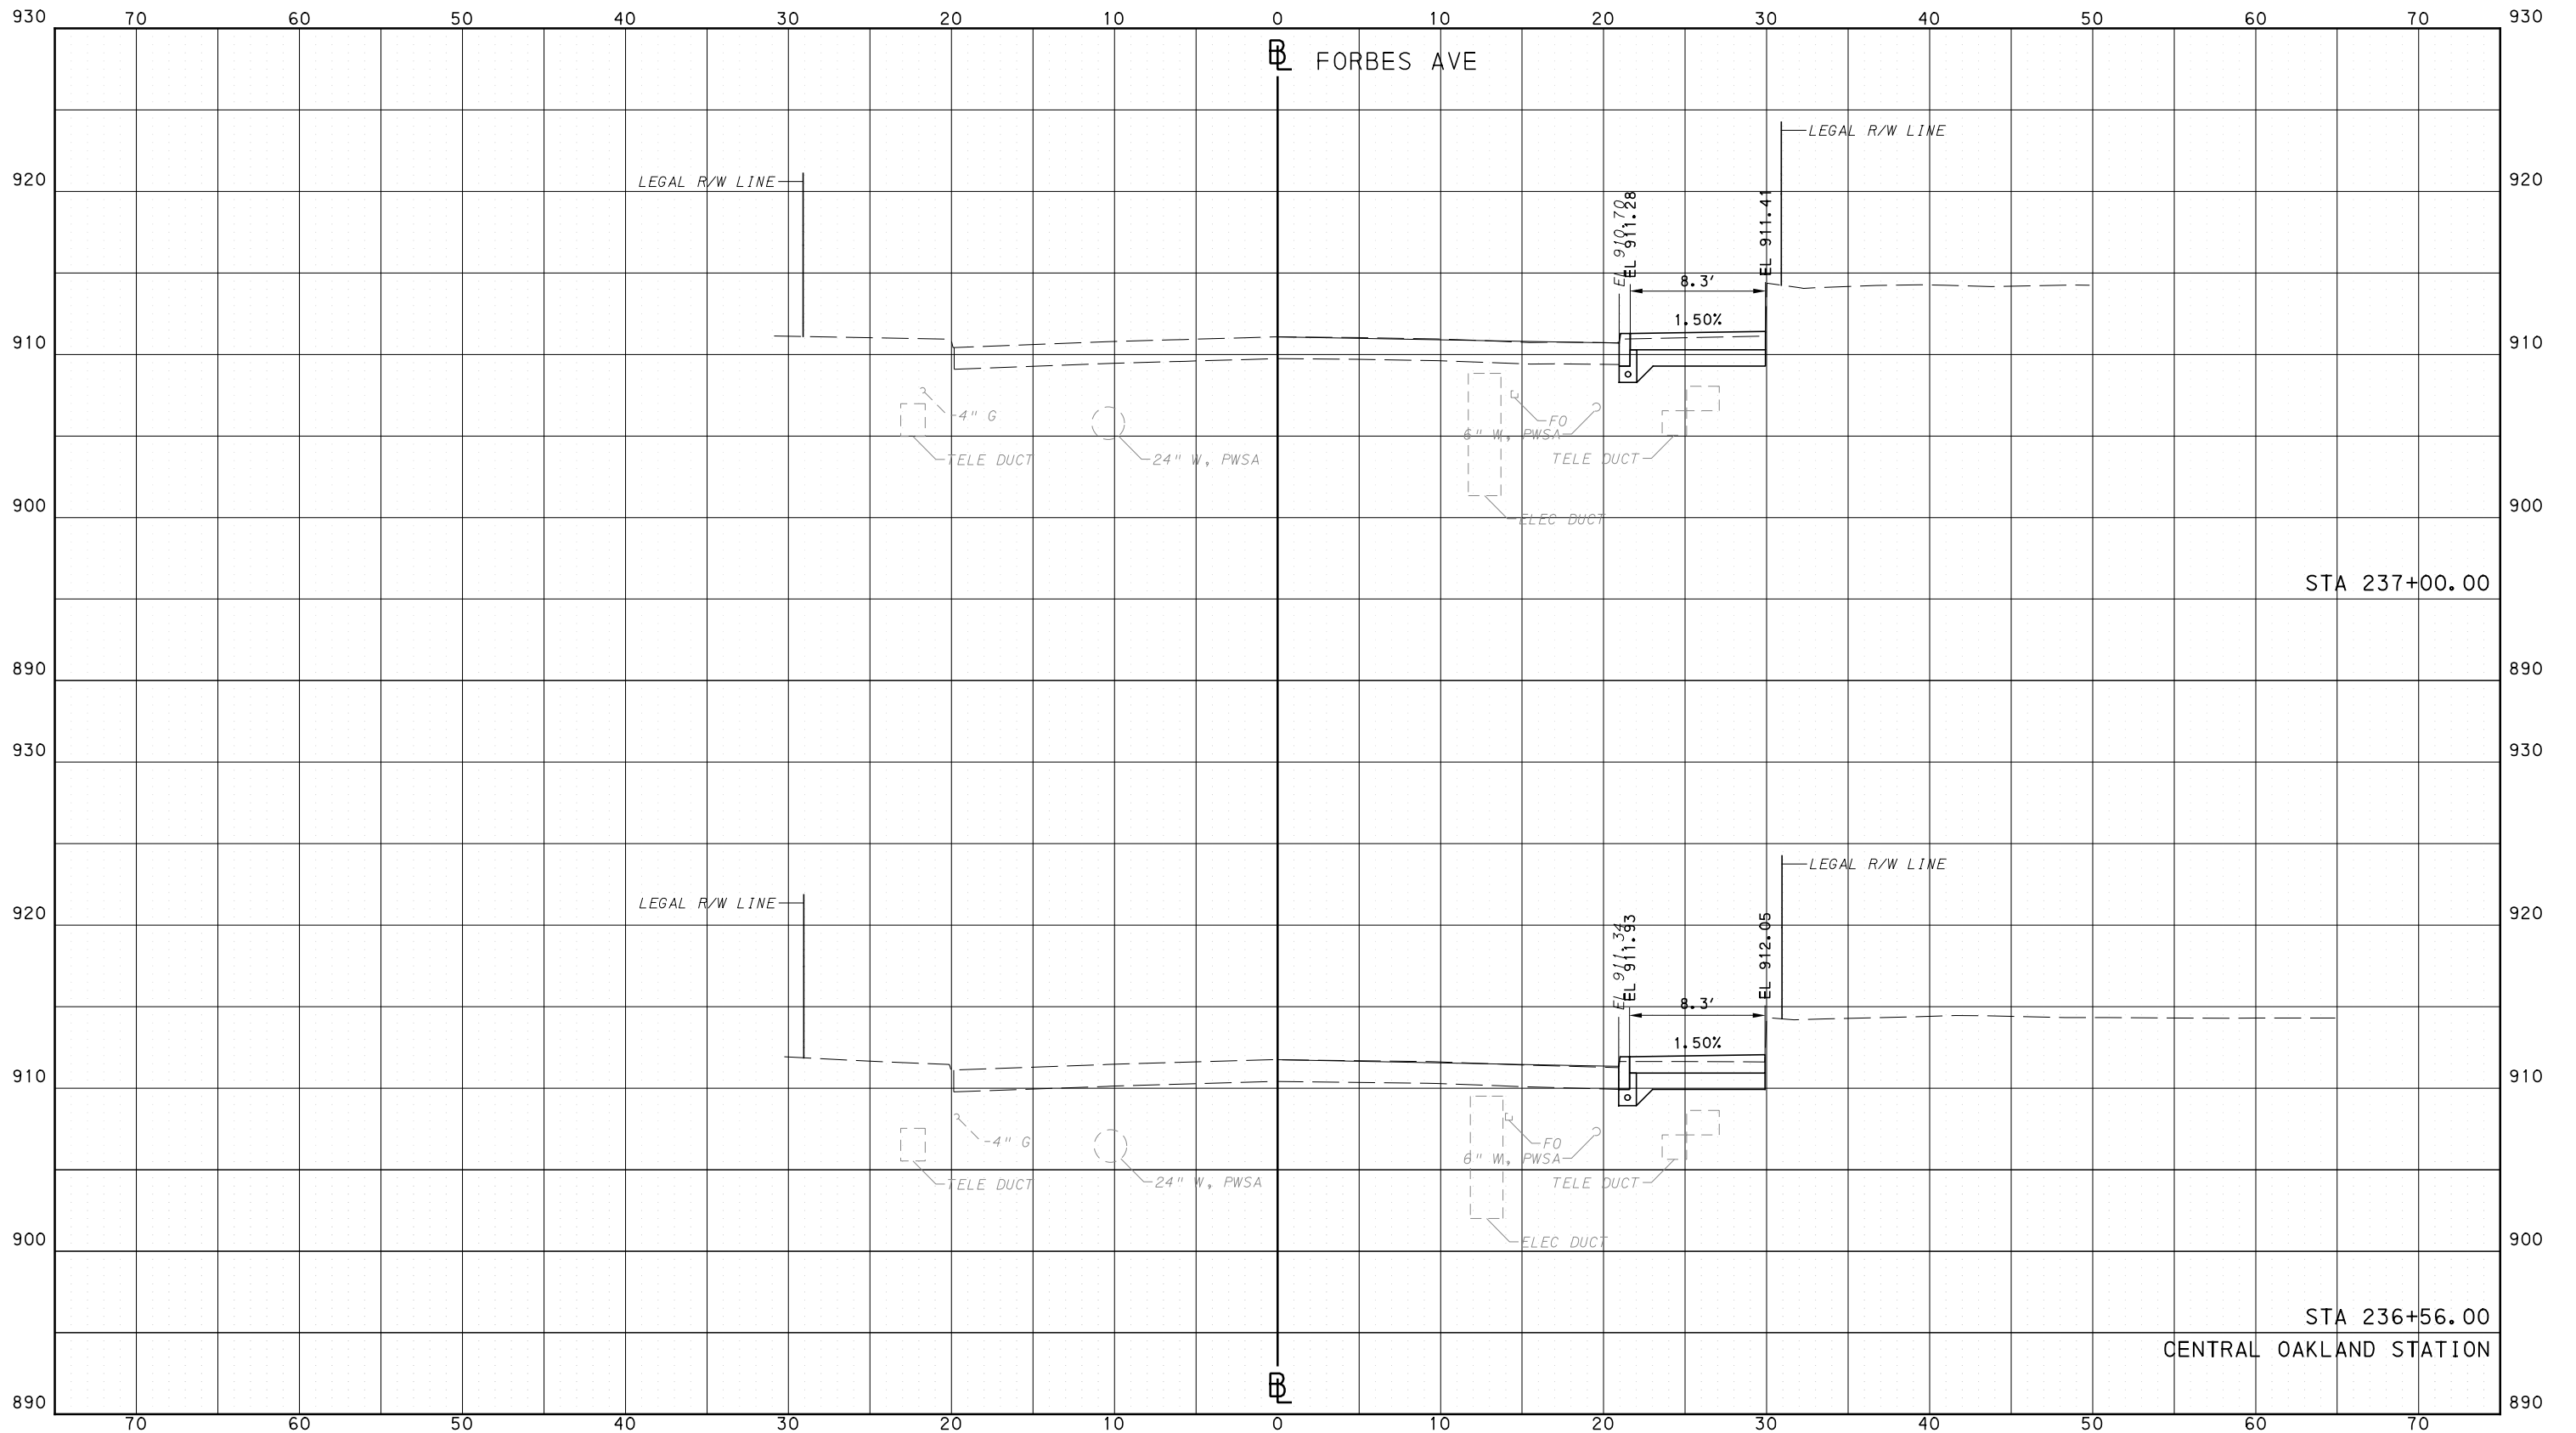 70 60 50 40 30 20 10 0 10 20 30 40 50 60 70
930 930
℄ FORBES AVE
LEGAL R/W LINE
LEGAL R/W LINE
920 920
EL 910.70
EL 911.28
EL 911.41
8.3'
1.50%
910 910
4" G
TELE DUCT
24" W, PWSA
FO
6" W, PWSA
TELE DUCT
ELEC DUCT
900 900
STA 237+00.00
890 890
930 930
LEGAL R/W LINE
LEGAL R/W LINE
920 920
EL 911.34
EL 911.93
EL 912.05
8.3'
1.50%
910 910
4" G
TELE DUCT
24" W, PWSA
FO
6" W, PWSA
TELE DUCT
ELEC DUCT
900 900
STA 236+56.00
CENTRAL OAKLAND STATION
BL
890 890
70 60 50 40 30 20 10 0 10 20 30 40 50 60 70